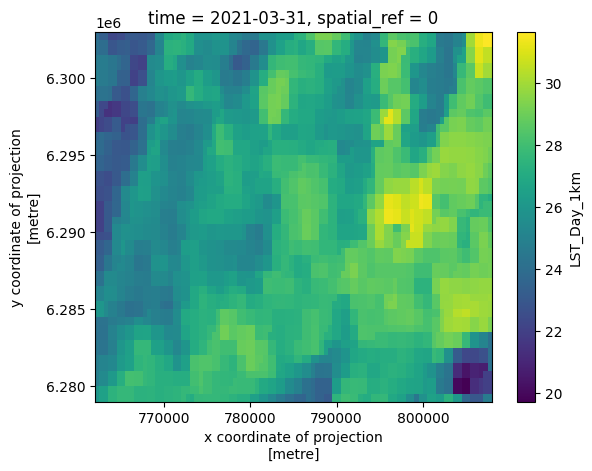 time = 2021-03-31, spatial_ref = 0
1e6
6.300
6.295
6.290
6.285
6.280
y coordinate of projection
[metre]
770000
780000
790000
800000
x coordinate of projection
[metre]
30
28
26
24
22
20
LST_Day_1km